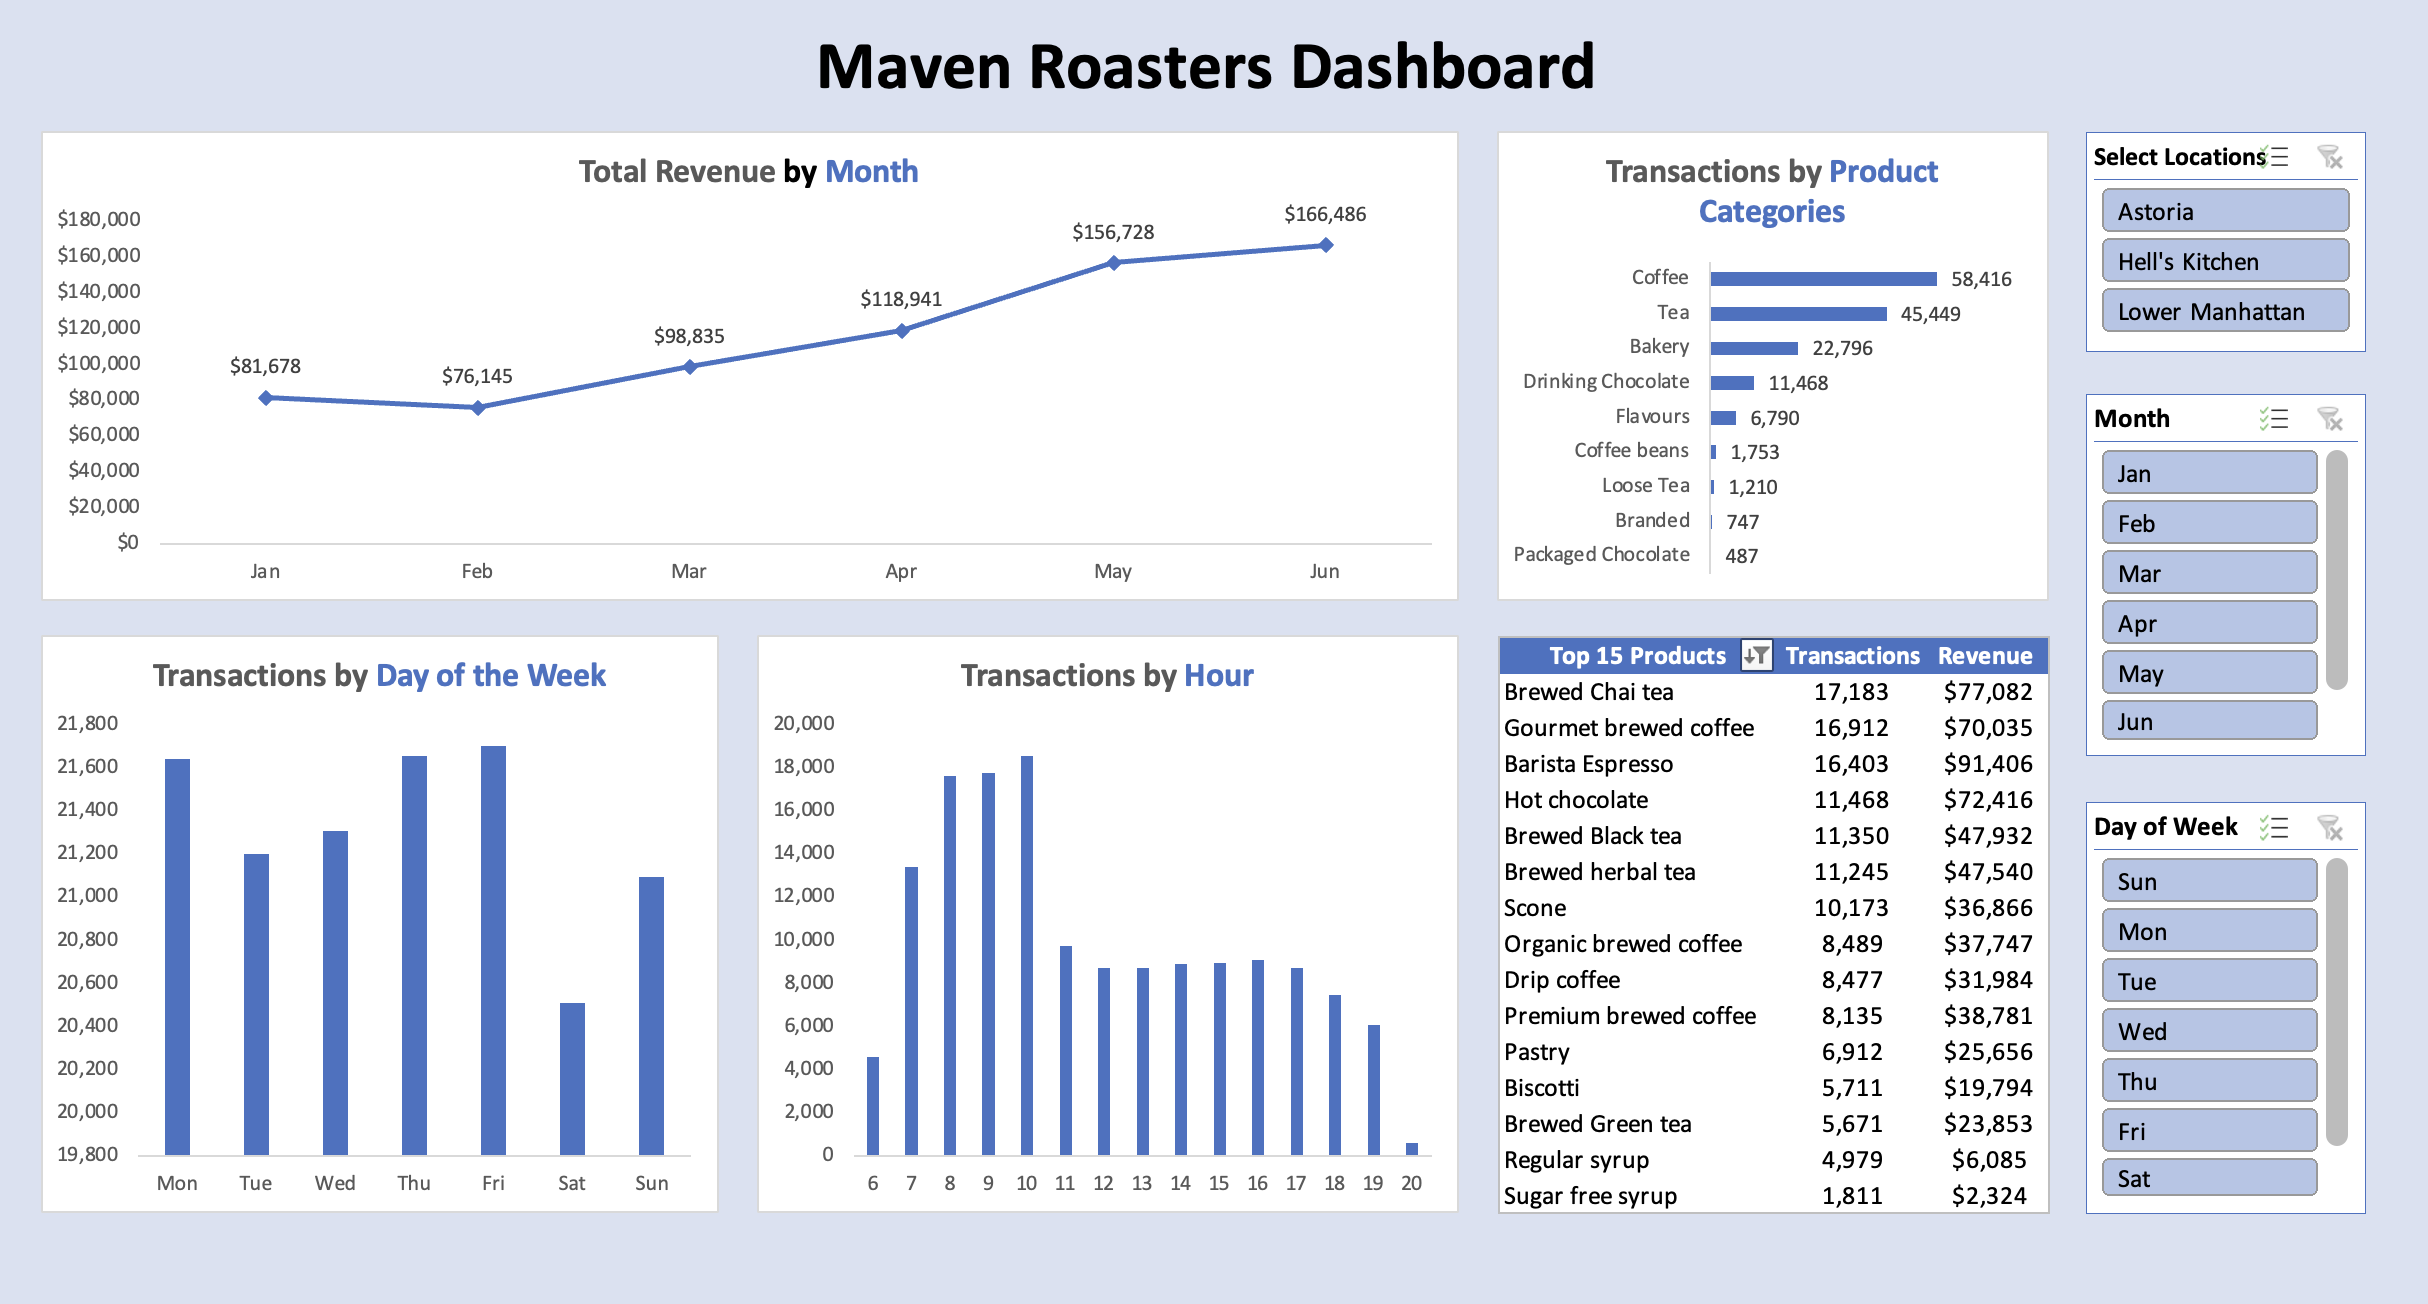 Maven Roasters Dashboard
Total Revenue by Month
$180,000
$160,000
$140,000
$120,000
$100,000
$80,000
$60,000
$40,000
$20,000
$0
$81,678
$76,145
$98,835
$118,941
$156,728
$166,486
Jan Feb Mar Apr May Jun
Transactions by Product
Categories
Coffee 58,416
Tea 45,449
Bakery 22,796
Drinking Chocolate 11,468
Flavours 6,790
Coffee beans 1,753
Loose Tea 1,210
Branded 747
Packaged Chocolate 487
Select Locations
Astoria
Hell's Kitchen
Lower Manhattan
Month
Jan
Feb
Mar
Apr
May
Jun
Transactions by Day of the Week
21,800
21,600
21,400
21,200
21,000
20,800
20,600
20,400
20,200
20,000
19,800
Mon Tue Wed Thu Fri Sat Sun
Transactions by Hour
20,000
18,000
16,000
14,000
12,000
10,000
8,000
6,000
4,000
2,000
0
6 7 8 9 10 11 12 13 14 15 16 17 18 19 20
Top 15 Products Transactions Revenue
Brewed Chai tea 17,183 $77,082
Gourmet brewed coffee 16,912 $70,035
Barista Espresso 16,403 $91,406
Hot chocolate 11,468 $72,416
Brewed Black tea 11,350 $47,932
Brewed herbal tea 11,245 $47,540
Scone 10,173 $36,866
Organic brewed coffee 8,489 $37,747
Drip coffee 8,477 $31,984
Premium brewed coffee 8,135 $38,781
Pastry 6,912 $25,656
Biscotti 5,711 $19,794
Brewed Green tea 5,671 $23,853
Regular syrup 4,979 $6,085
Sugar free syrup 1,811 $2,324
Day of Week
Sun
Mon
Tue
Wed
Thu
Fri
Sat